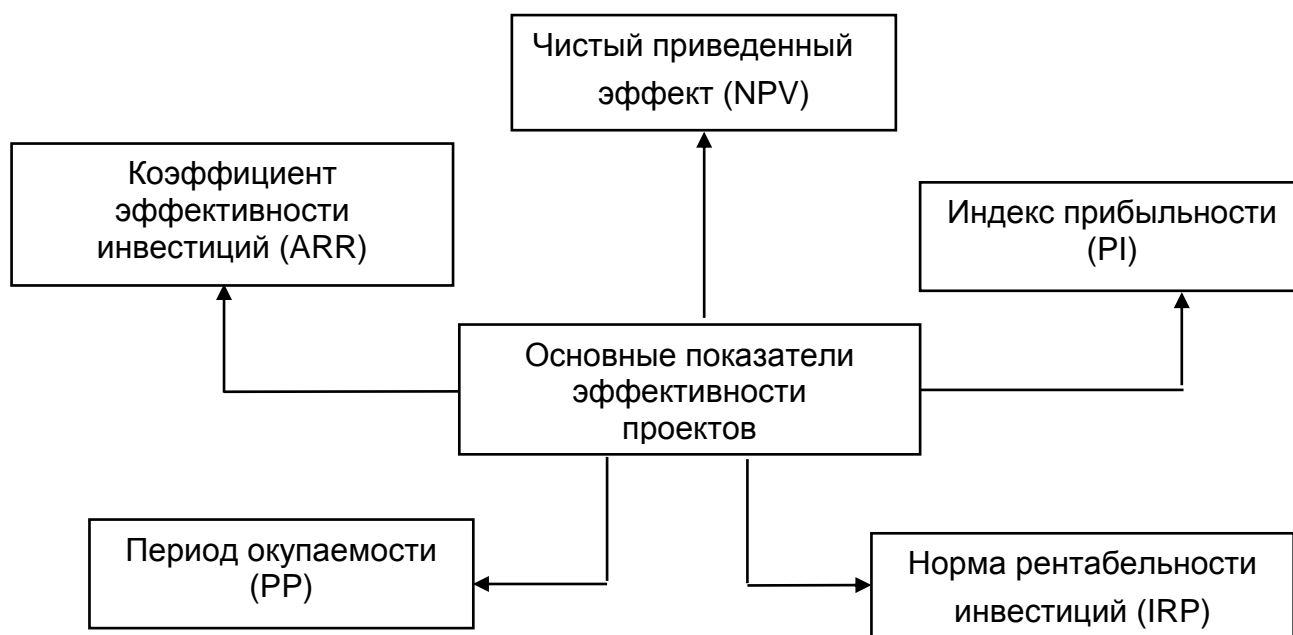 Чистый приведенный
эффект (NPV)
Коэффициент
эффективности
инвестиций (ARR)
Индекс прибыльности
(PI)
Основные показатели
эффективности
проектов
Период окупаемости
(PP)
Норма рентабельности
инвестиций (IRP)